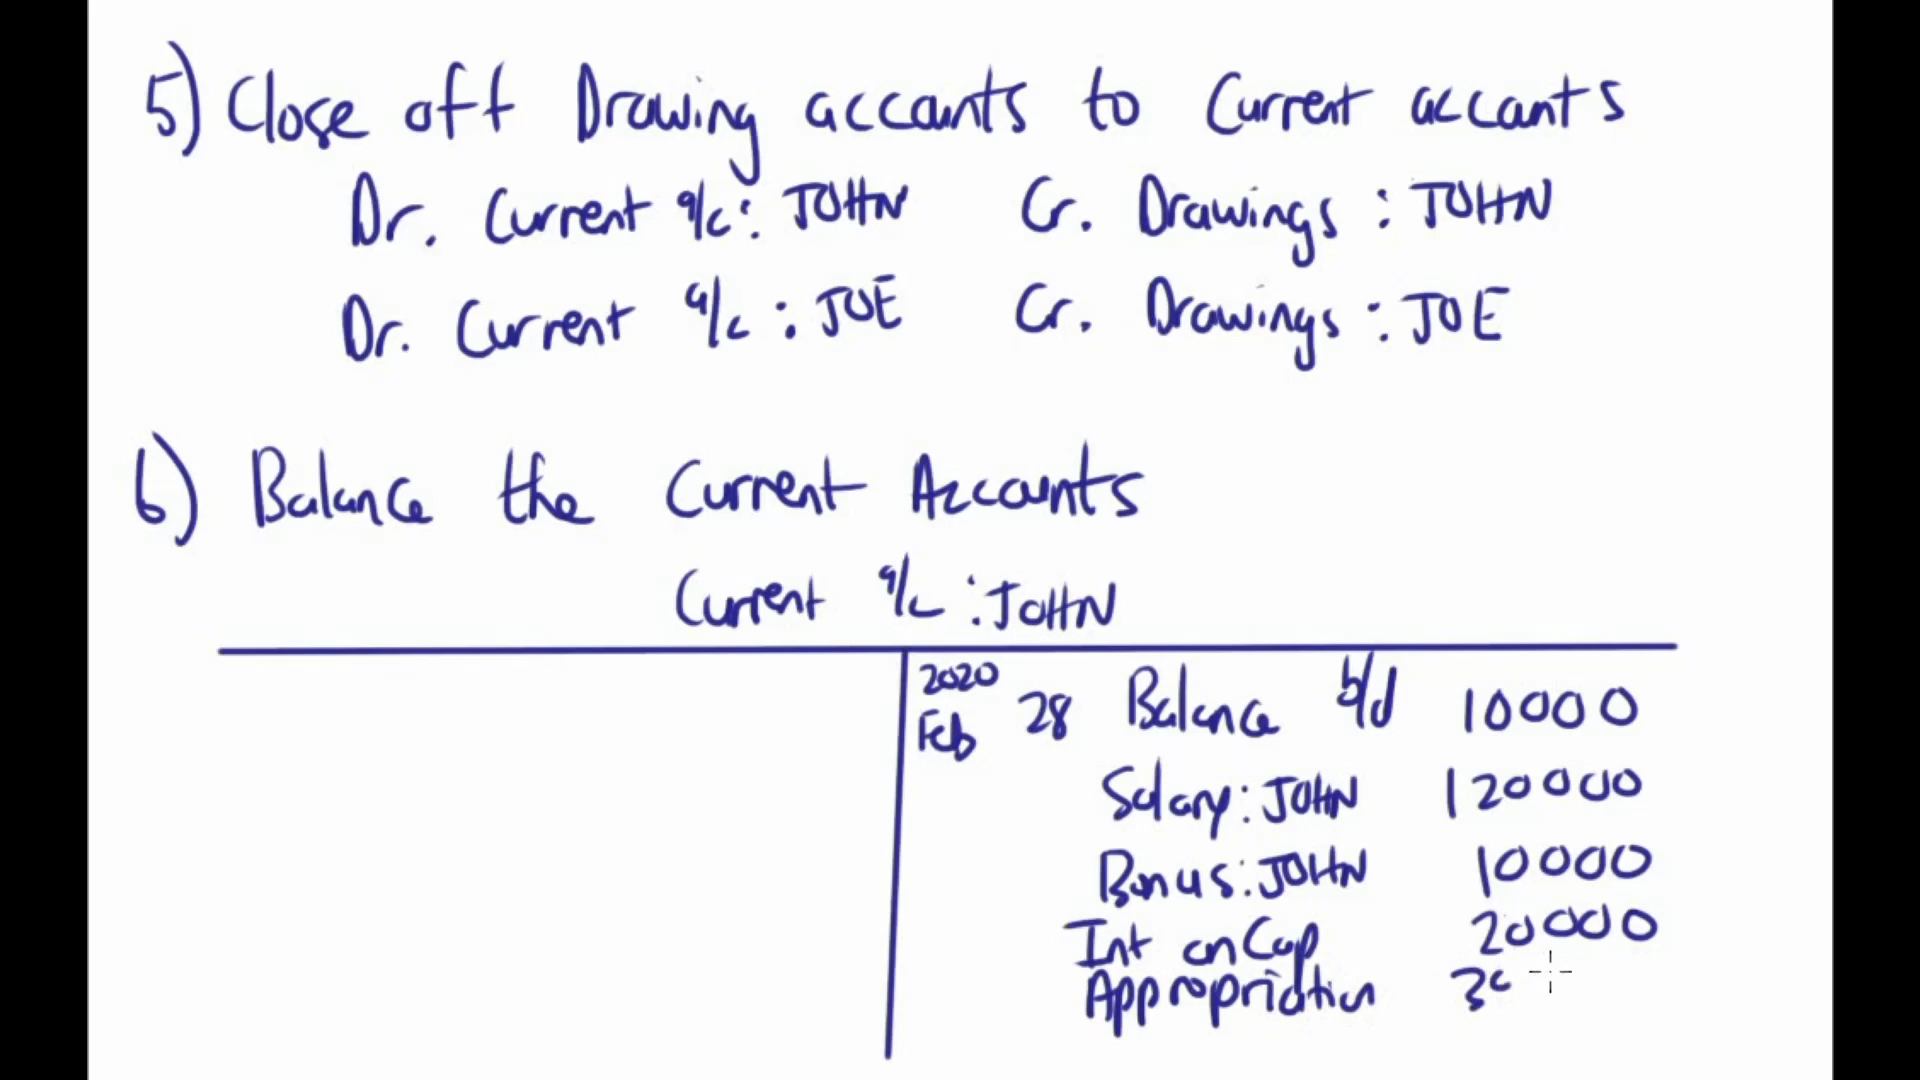 5) Close off Drawing accounts to Current accounts
Dr. Current a/c : JOHN Cr. Drawings : JOHN
Dr. Current a/c : JOE Cr. Drawings : JOE
6) Balance the Current Accounts
Current a/c : JOHN
2020 Feb 28 Balance b/d 10000
Salary : JOHN 120000
Bonus : JOHN 10000
Int on Cap 20000
Appropriation 30